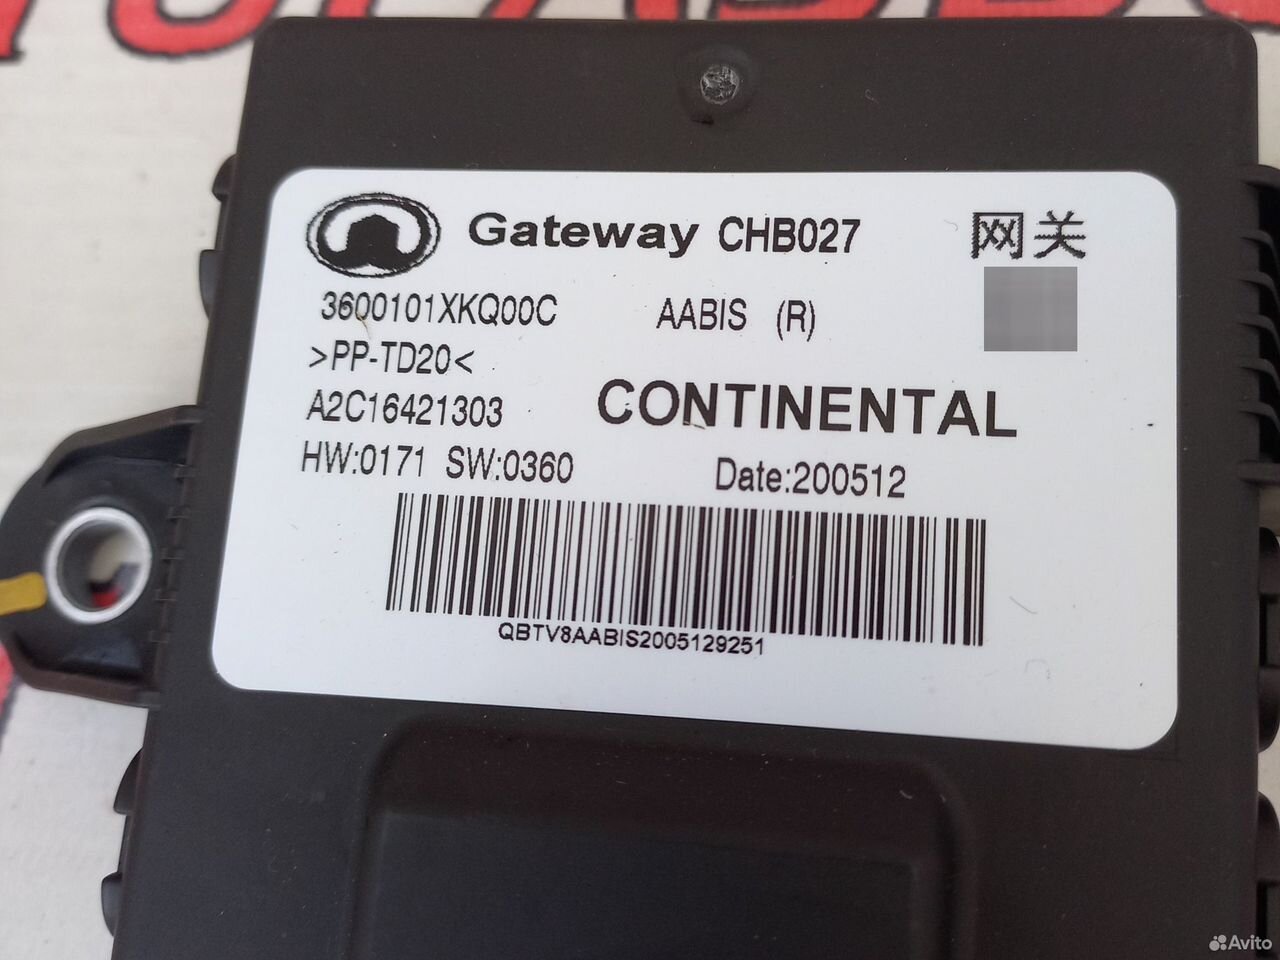 Gateway CHB027 网关
3600101XKQ00C AABIS (R)
>PP-TD20<
A2C16421303 CONTINENTAL
HW:0171 SW:0360 Date:200512
QBTV8AABIS2005129251
Avito